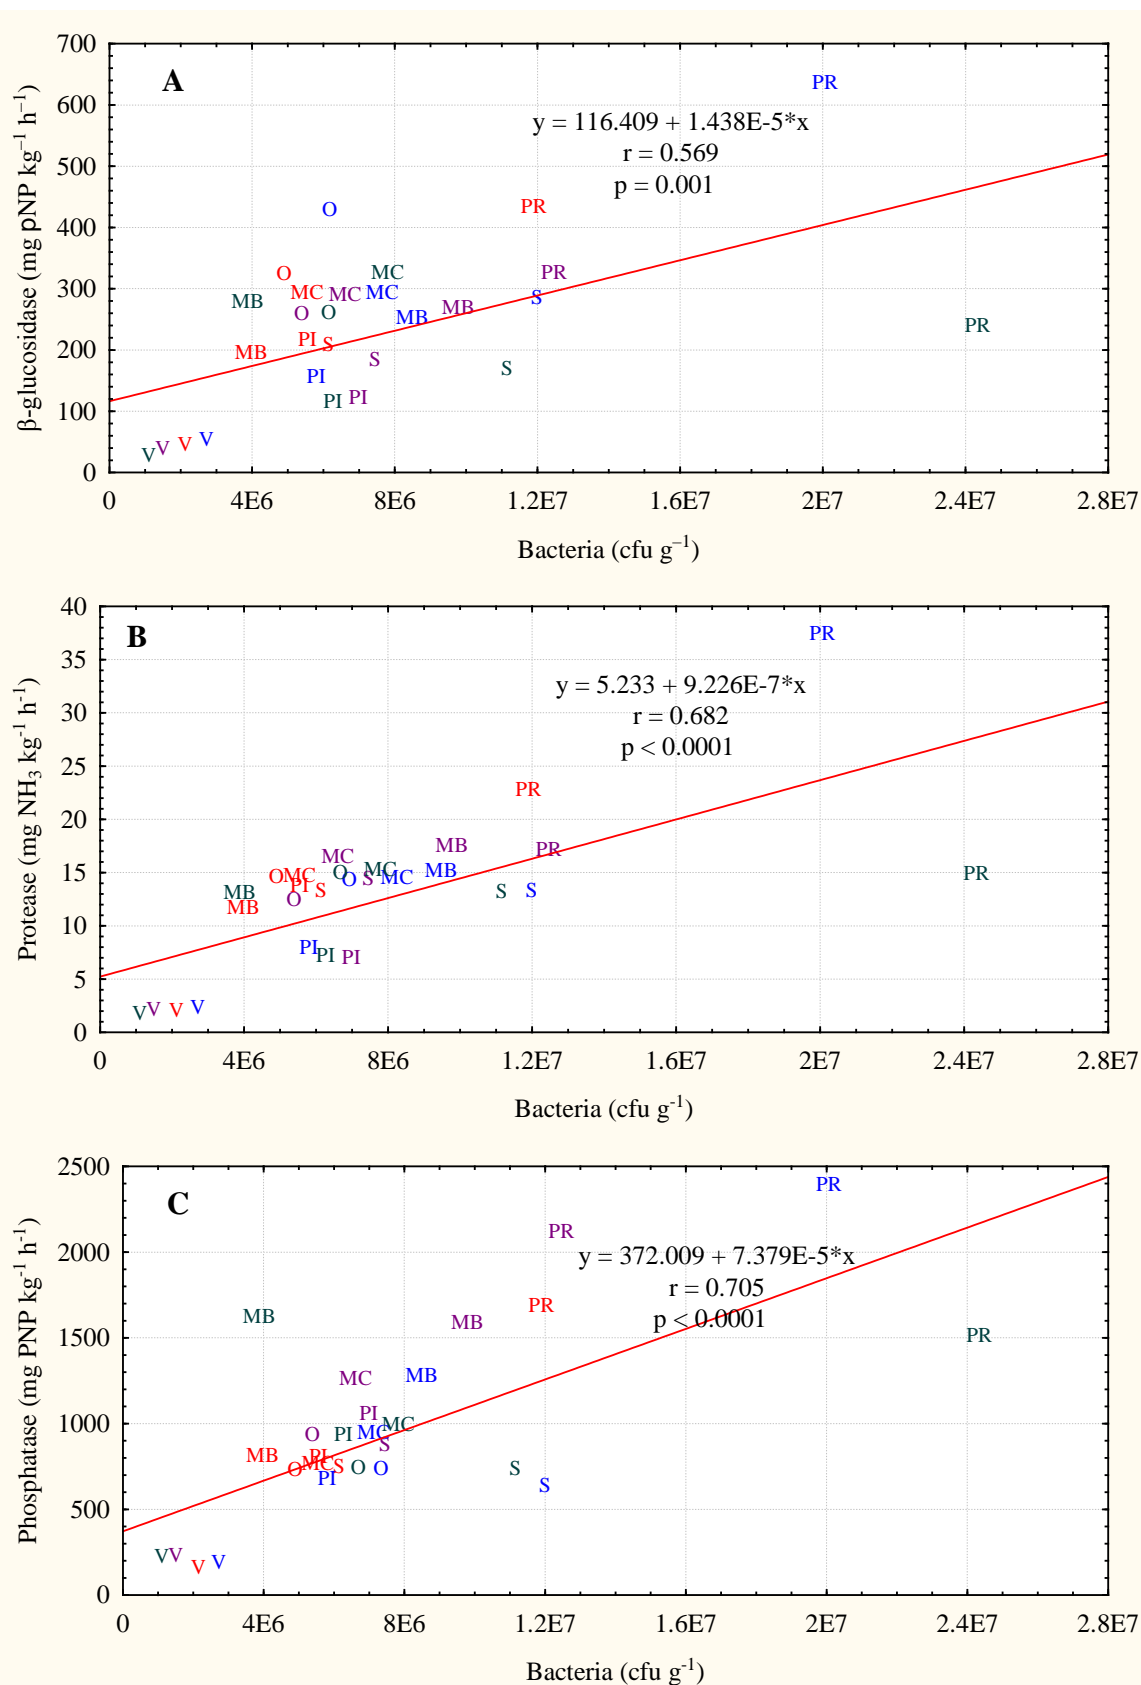 A
β-glucosidase (mg pNP kg⁻¹ h⁻¹)
700
600
500
400
300
200
100
0
y = 116.409 + 1.438E-5*x
r = 0.569
p = 0.001
PR
O
PR
O
MC
PR
MC
MC
MC
MB
S
MB
O
O
MB
PR
PI
S
MB
S
S
PI
PI
PI
V
V
V
V
0
4E6
8E6
1.2E7
1.6E7
2E7
2.4E7
2.8E7
Bacteria (cfu g⁻¹)
B
Protease (mg NH₃ kg⁻¹ h⁻¹)
40
35
30
25
20
15
10
5
0
y = 5.233 + 9.226E-7*x
r = 0.682
p < 0.0001
PR
PR
MB
PR
MC
MC
MB
O
MC
O
O
MC
S
PR
PI
S
MB
S
S
O
MB
PI
PI
PI
V
V
V
V
0
4E6
8E6
1.2E7
1.6E7
2E7
2.4E7
2.8E7
Bacteria (cfu g⁻¹)
C
Phosphatase (mg PNP kg⁻¹ h⁻¹)
2500
2000
1500
1000
500
0
y = 372.009 + 7.379E-5*x
r = 0.705
p < 0.0001
PR
PR
PR
MB
MB
PR
MB
MC
PI
MC
O
PI
MC
S
MB
PI
MC
S
O
O
O
S
PI
S
V
V
V
V
0
4E6
8E6
1.2E7
1.6E7
2E7
2.4E7
2.8E7
Bacteria (cfu g⁻¹)